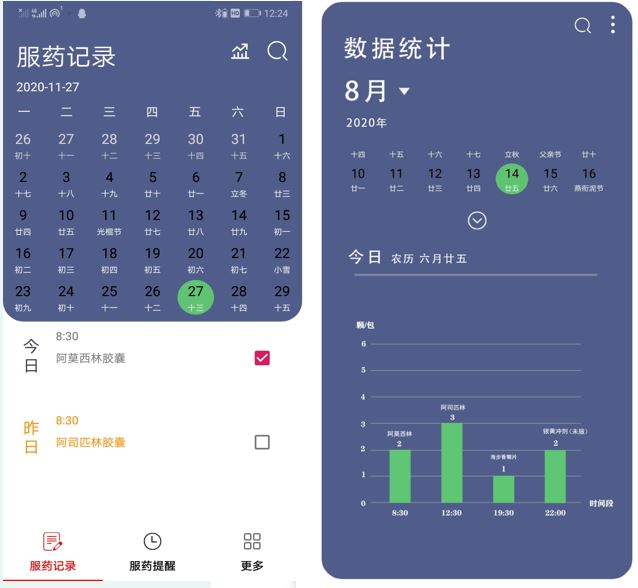 HD 12:24
服药记录
2020-11-27
一 二 三 四 五 六 日
26 27 28 29 30 31 1
初十 十一 十二 十三 十四 十五 十六
2 3 4 5 6 7 8
十七 十八 十九 廿十 廿一 立冬 廿三
9 10 11 12 13 14 15
廿四 廿五 光棍节 廿七 廿八 廿九 初一
16 17 18 19 20 21 22
初二 初三 初四 初五 初六 初七 小雪
23 24 25 26 27 28 29
初九 初十 十一 十二 十三 十四 十五
今日
8:30
阿莫西林胶囊
昨日
8:30
阿司匹林胶囊
服药记录 服药提醒 更多
数据统计
8月
2020年
十四 十五 十六 十七 立秋 父亲节 廿十
10 11 12 13 14 15 16
廿一 廿二 廿三 廿四 廿五 廿六 燕衔泥节
今日 农历 六月廿五
颗/包
6
5
4
3
2
1
0
阿莫西林
2
阿司匹林
3
海步香菊片
1
银黄冲剂(未服)
2
8:30 12:30 19:30 22:00 时间段